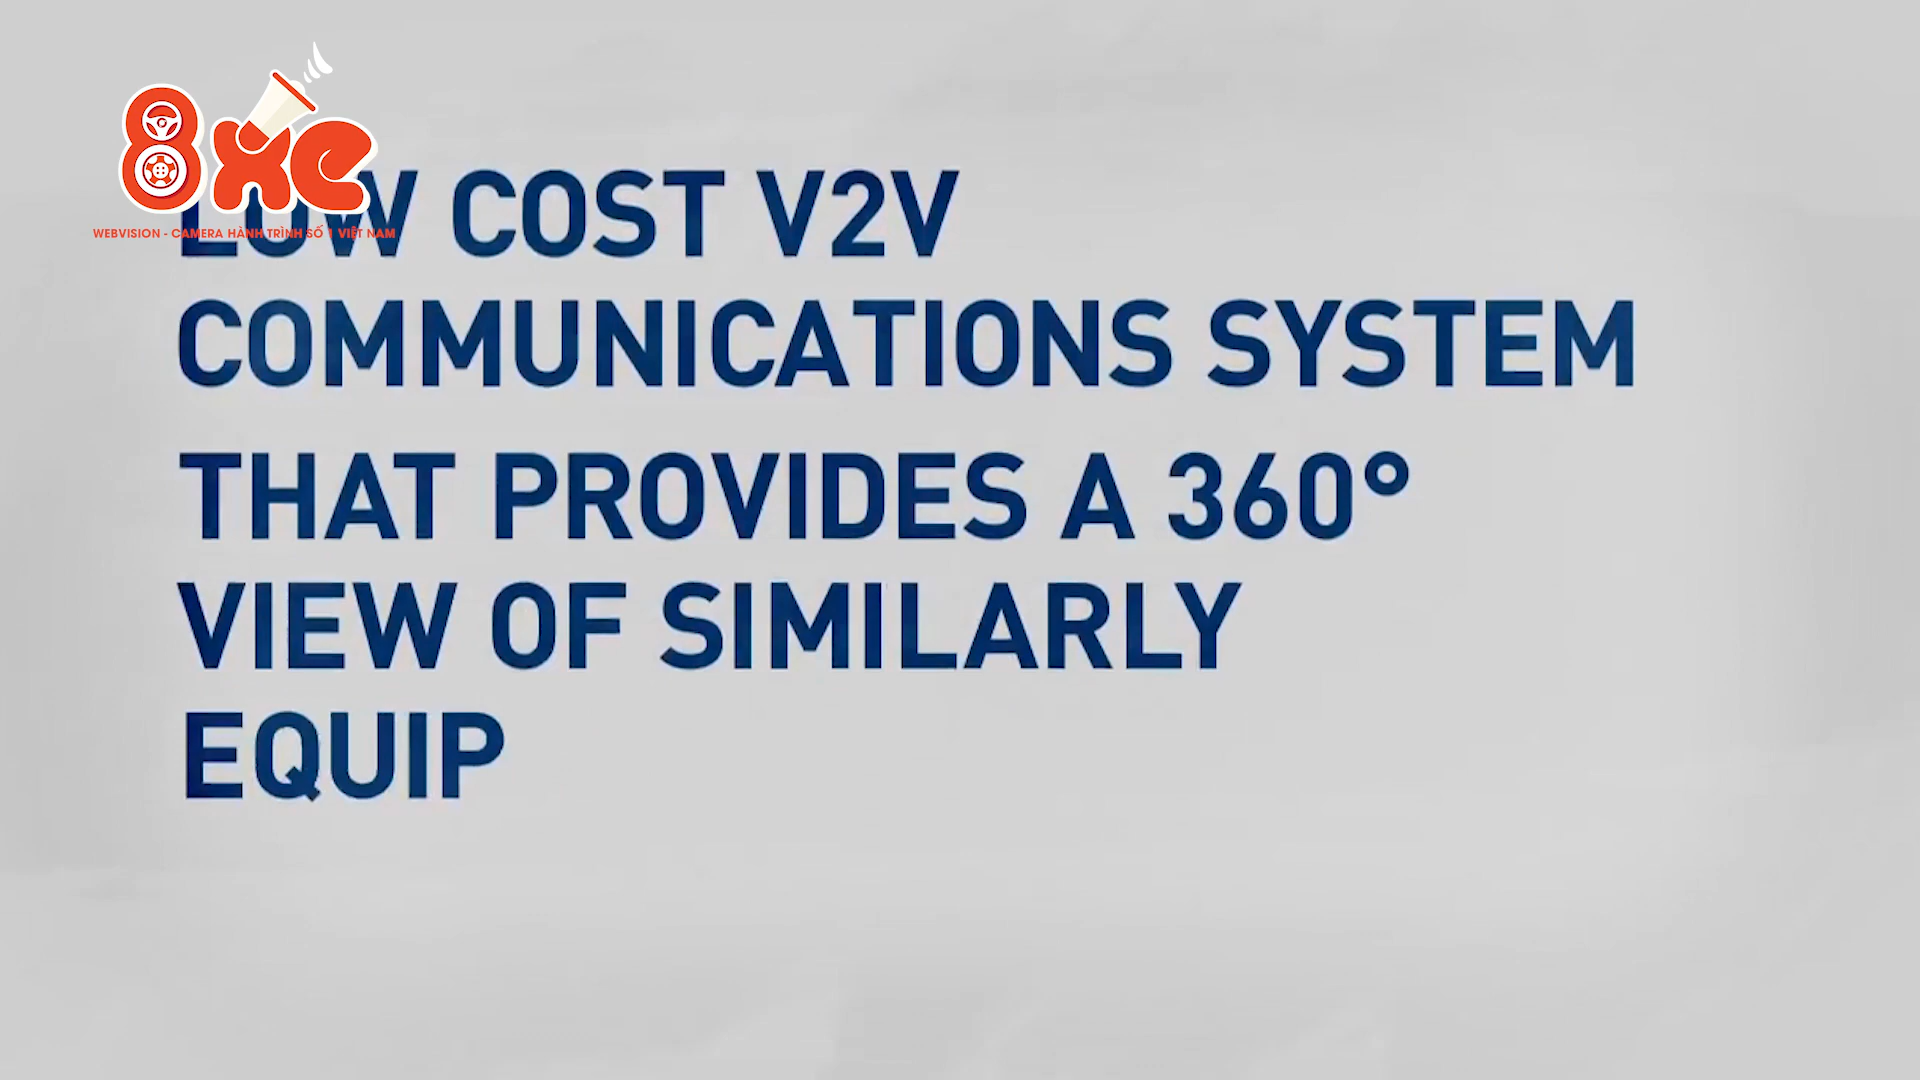 8xe
WEBVISION - CAMERA HÀNH TRÌNH SỐ 1 VIỆT NAM
LOW COST V2V
COMMUNICATIONS SYSTEM
THAT PROVIDES A 360°
VIEW OF SIMILARLY
EQUIP